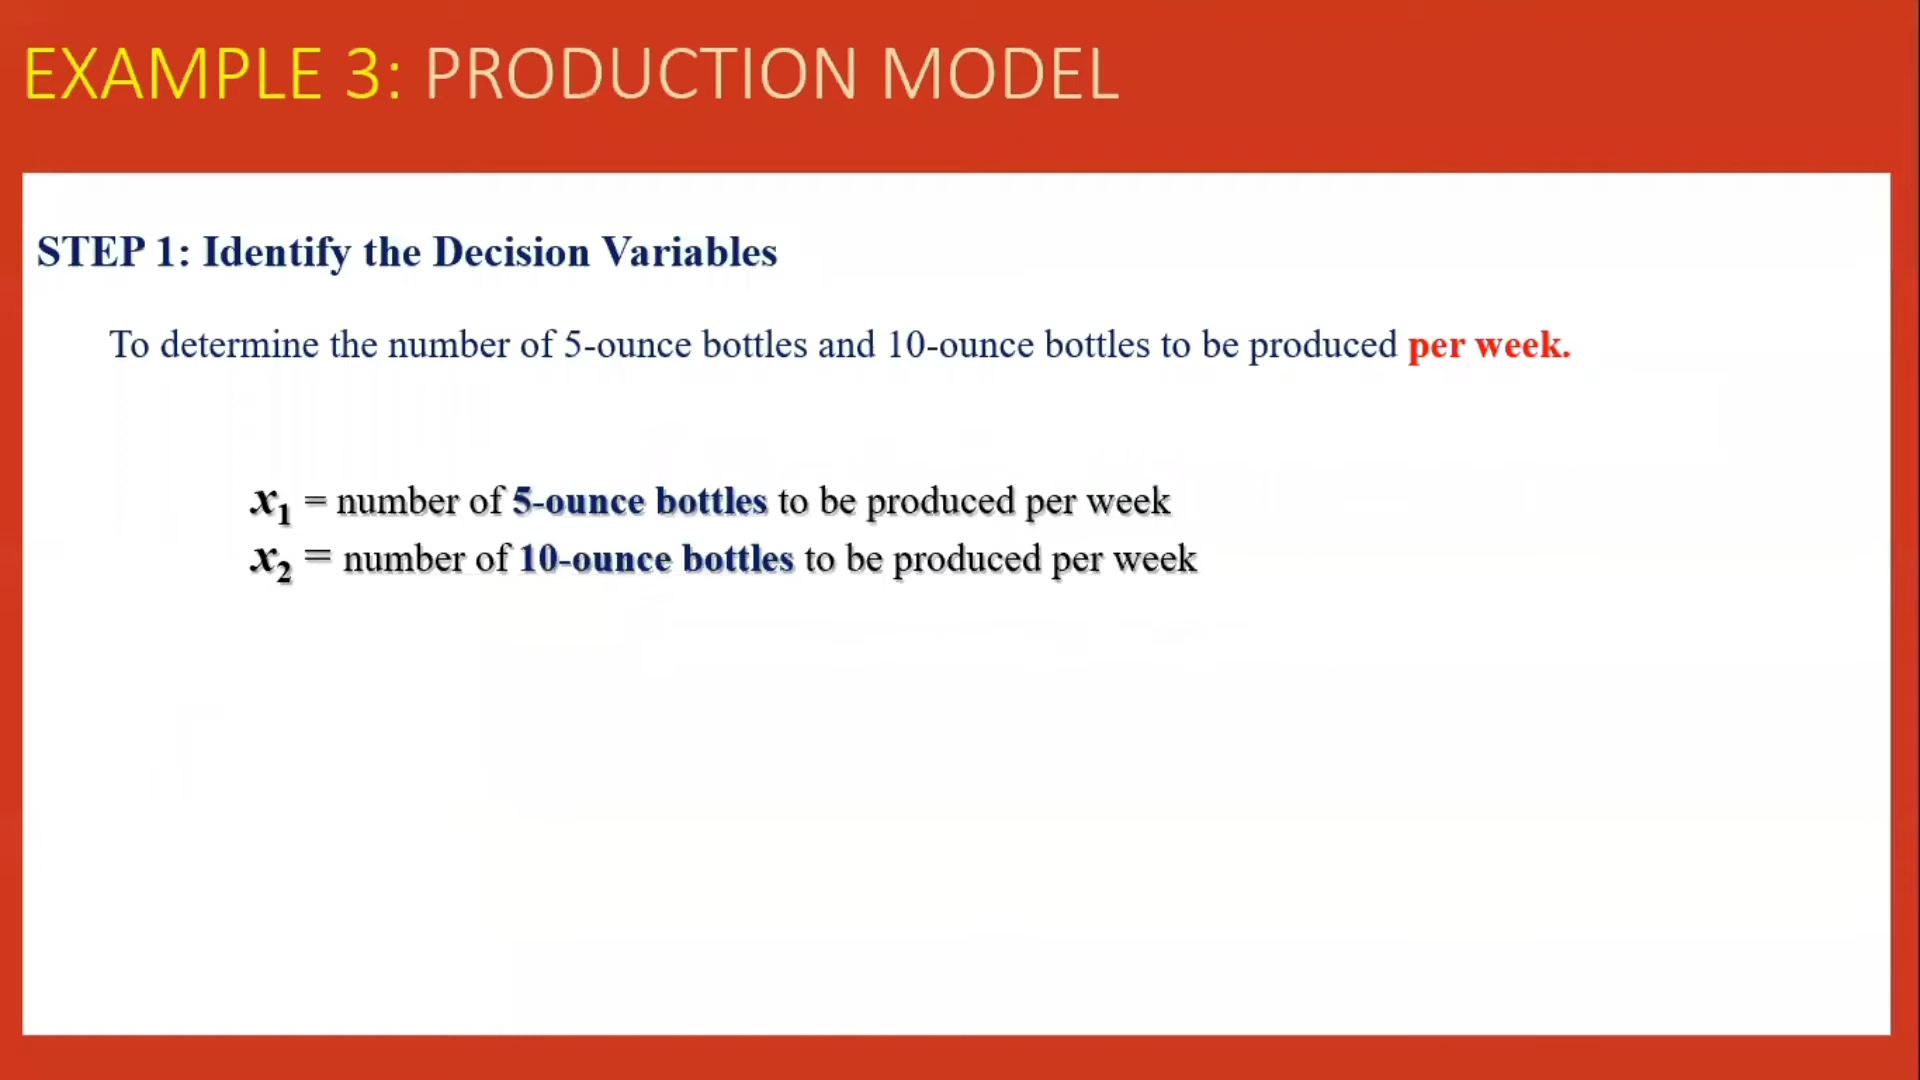 EXAMPLE 3: PRODUCTION MODEL
STEP 1: Identify the Decision Variables
To determine the number of 5-ounce bottles and 10-ounce bottles to be produced per week.
x₁ = number of 5-ounce bottles to be produced per week
x₂ = number of 10-ounce bottles to be produced per week